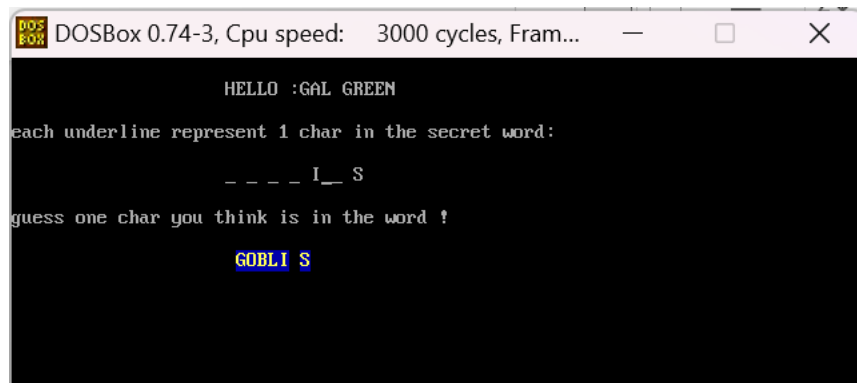 DOSBox 0.74-3, Cpu speed: 3000 cycles, Fram...
HELLO :GAL GREEN
each underline represent 1 char in the secret word:
_ _ _ _ I_ _ S
guess one char you think is in the word !
GOBLI S